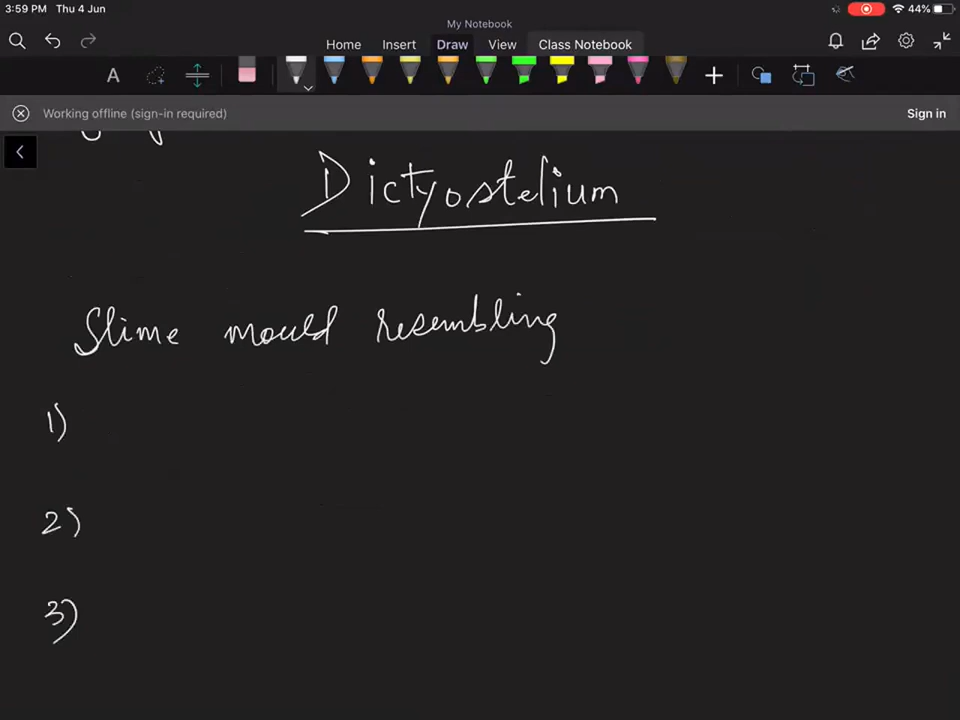 3:59 PM Thu 4 Jun 44%
My Notebook
Home Insert Draw View Class Notebook
A
Working offline (sign-in required) Sign in
Dictyostelium
Slime mould resembling
1)
2)
3)